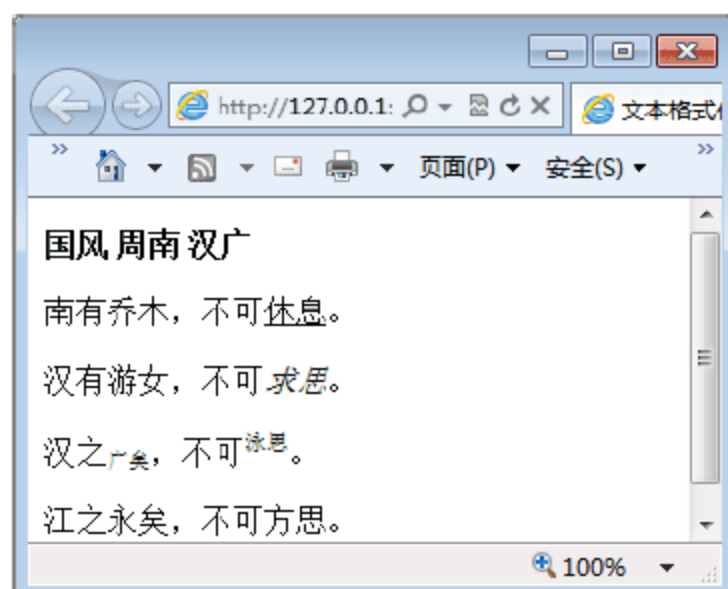 http://127.0.0.1:
文本格式
页面(P)
安全(S)
国风 周南 汉广
南有乔木，不可休息。
汉有游女，不可求思。
汉之广矣，不可泳思。
江之永矣，不可方思。
100%